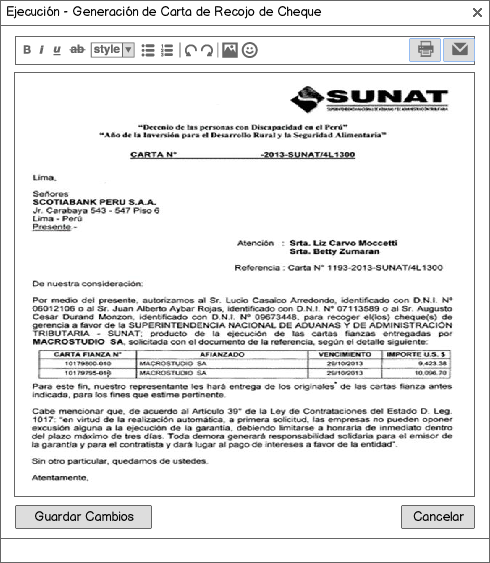 Ejecución - Generación de Carta de Recojo de Cheque
B I u ab style
SUNAT
"Decenio de las personas con Discapacidad en el Perú"
"Año de la Inversión para el Desarrollo Rural y la Seguridad Alimentaria"
CARTA N° -2013-SUNAT/4L1300
Lima,
Señores
SCOTIABANK PERU S.A.A.
Jr. Carabaya 543 - 547 Piso 6
Lima - Perú
Presente.-
Atención : Srta. Liz Carvo Moccetti
Srta. Betty Zumaran
Referencia : Carta N° 1193-2013-SUNAT/4L1300
De nuestra consideración:
Por medio del presente, autorizamos al Sr. Lucio Casalco Arredondo, identificado con D.N.I. N°
06012106 o al Sr. Juan Alberto Aybar Rojas, identificado con D.N.I. N° 07113589 o al Sr. Augusto
Cesar Durand Monzon, identificado con D.N.I. N° 09673448, para recoger el(los) cheque(s) de
gerencia a favor de la SUPERINTENDENCIA NACIONAL DE ADUANAS Y DE ADMINISTRACIÓN
TRIBUTARIA - SUNAT; producto de la ejecución de las cartas fianzas entregadas por
MACROSTUDIO SA, solicitada con el documento de la referencia, según el detalle siguiente:
CARTA FIANZA N° AFIANZADO VENCIMIENTO IMPORTE U.S. $
10179800-010 MACROSTUDIO SA 29/10/2013 9,423.38
MACROSTUDIO SA 29/10/2013 10,096.70
Para este fin, nuestro representante les hará entrega de los originales de las cartas fianza antes
indicada, para los fines que estime pertinente.
Cabe mencionar que, de acuerdo al Artículo 39° de la Ley de Contrataciones del Estado D. Leg.
1017: "en virtud de la realización automática, a primera solicitud, las empresas no pueden oponer
excusión alguna a la ejecución de la garantía, debiendo limitarse a honrarla de inmediato dentro
del plazo máximo de tres días. Toda demora generará responsabilidad solidaria para el emisor de
la garantía y para el contratista y dará lugar al pago de intereses a favor de la entidad".
Sin otro particular, quedamos de ustedes.
Atentamente,
Guardar Cambios Cancelar